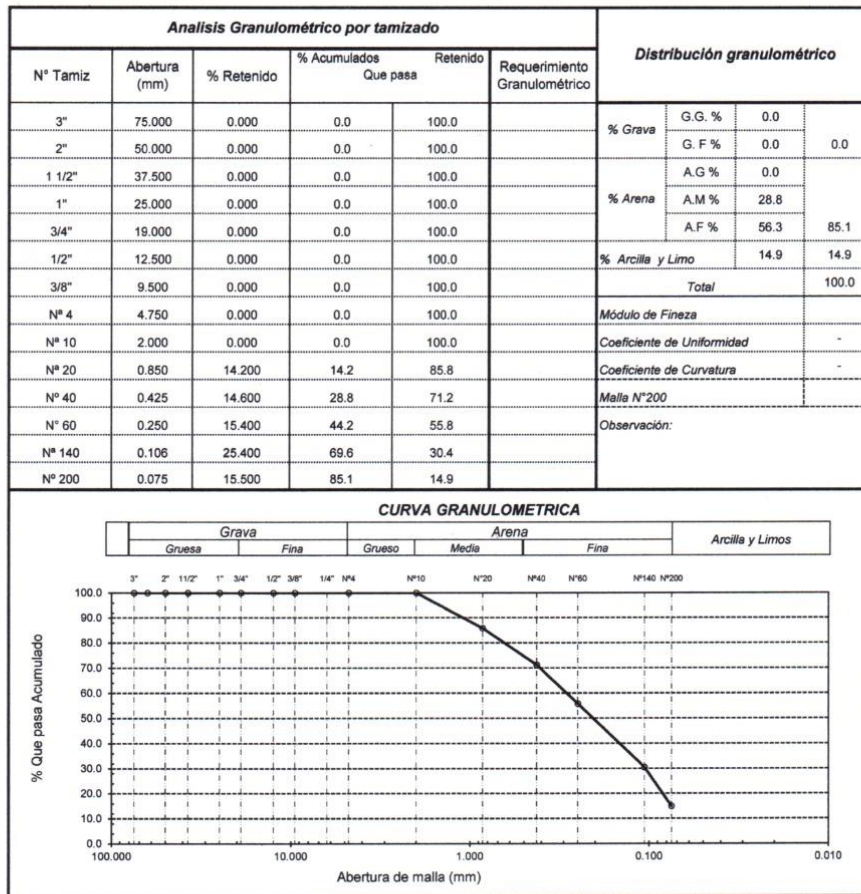 Analisis Granulométrico por tamizado
Distribución granulométrico
N° Tamiz Abertura (mm) % Retenido % Acumulados Retenido Que pasa Requerimiento Granulométrico
3" 75.000 0.000 0.0 100.0
2" 50.000 0.000 0.0 100.0
1 1/2" 37.500 0.000 0.0 100.0
1" 25.000 0.000 0.0 100.0
3/4" 19.000 0.000 0.0 100.0
1/2" 12.500 0.000 0.0 100.0
3/8" 9.500 0.000 0.0 100.0
Nª 4 4.750 0.000 0.0 100.0
Nª 10 2.000 0.000 0.0 100.0
Nª 20 0.850 14.200 14.2 85.8
Nº 40 0.425 14.600 28.8 71.2
N° 60 0.250 15.400 44.2 55.8
Nª 140 0.106 25.400 69.6 30.4
Nº 200 0.075 15.500 85.1 14.9
% Grava G.G. % 0.0
G. F % 0.0 0.0
% Arena A.G % 0.0
A.M % 28.8
A.F % 56.3 85.1
% Arcilla y Limo 14.9 14.9
Total 100.0
Módulo de Fineza
Coeficiente de Uniformidad -
Coeficiente de Curvatura -
Malla N°200
Observación:
CURVA GRANULOMETRICA
Grava Arena Arcilla y Limos
Gruesa Fina Grueso Media Fina
3" 2" 11/2" 1" 3/4" 1/2" 3/8" 1/4" Nª4 Nª10 Nª20 Nª40 Nª60 Nª140 Nª200
% Que pasa Acumulado
100.0
90.0
80.0
70.0
60.0
50.0
40.0
30.0
20.0
10.0
0.0
100.000 10.000 1.000 0.100 0.010
Abertura de malla (mm)